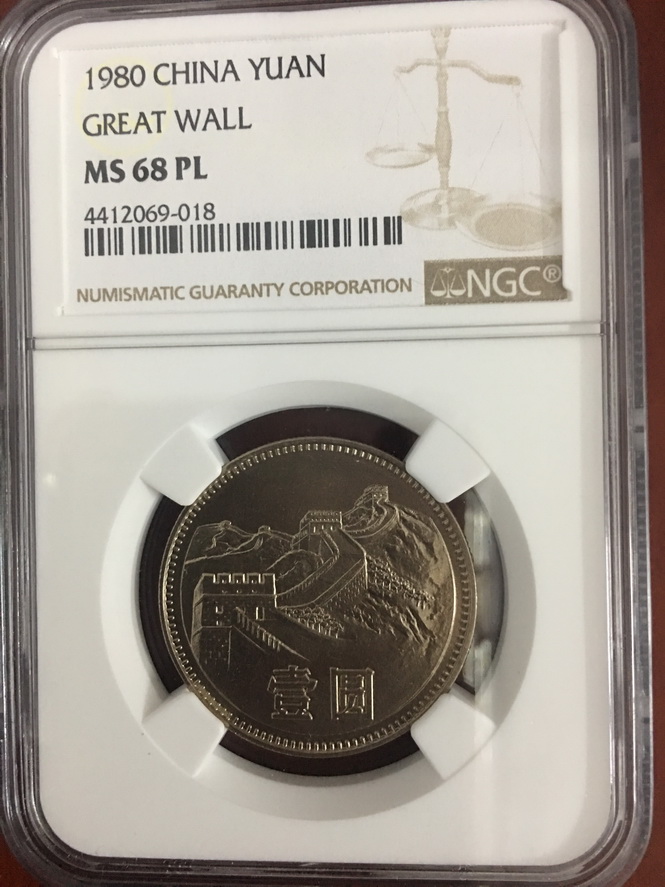 1980 CHINA YUAN
GREAT WALL
MS 68 PL
4412069-018
NUMISMATIC GUARANTY CORPORATION NGC®
壹圆